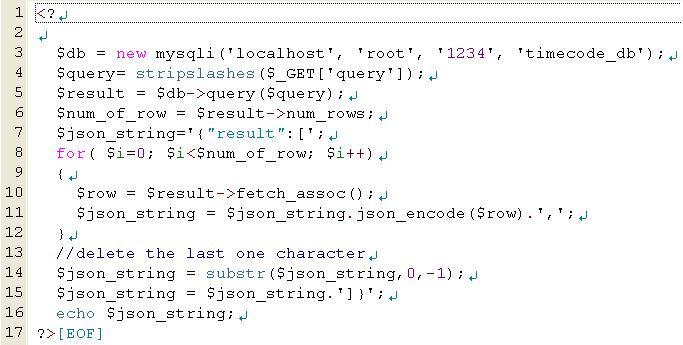 1 <?
2
3 $db = new mysqli('localhost', 'root', '1234', 'timecode_db');
4 $query= stripslashes($_GET['query']);
5 $result = $db->query($query);
6 $num_of_row = $result->num_rows;
7 $json_string='{"result":[';
8 for( $i=0; $i<$num_of_row; $i++)
9 {
10 $row = $result->fetch_assoc();
11 $json_string = $json_string.json_encode($row).',';
12 }
13 //delete the last one character
14 $json_string = substr($json_string,0,-1);
15 $json_string = $json_string.']}';
16 echo $json_string;
17 ?>[EOF]